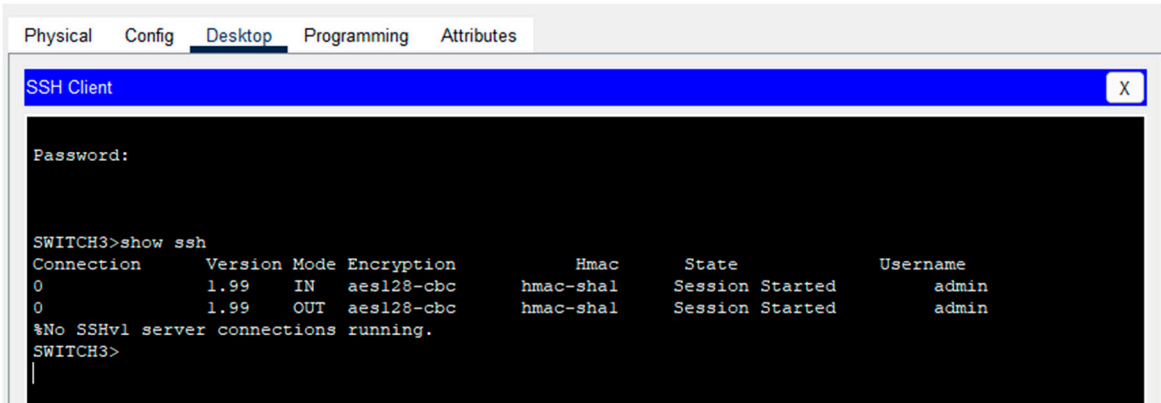 Physical Config Desktop Programming Attributes
SSH Client X
Password:
SWITCH3>show ssh
Connection Version Mode Encryption Hmac State Username
0 1.99 IN aes128-cbc hmac-sha1 Session Started admin
0 1.99 OUT aes128-cbc hmac-sha1 Session Started admin
%No SSHv1 server connections running.
SWITCH3>